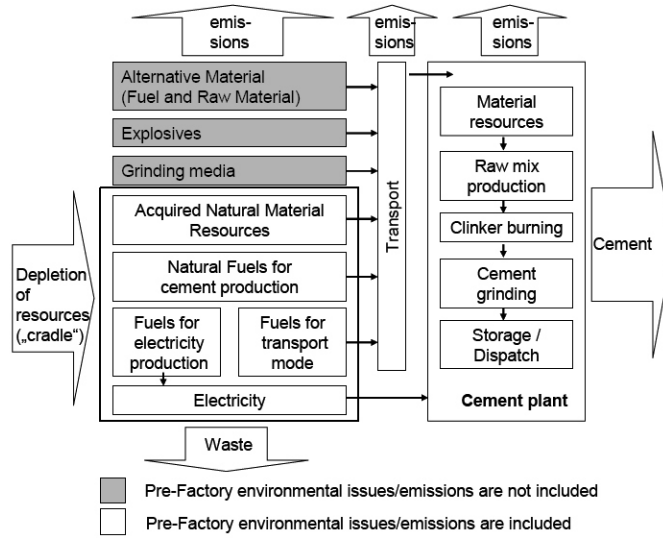 emis-
sions
emis-
sions
emis-
sions
Alternative Material
(Fuel and Raw Material)
Explosives
Grinding media
Acquired Natural Material
Resources
Natural Fuels for
cement production
Fuels for
electricity
production
Fuels for
transport
mode
Electricity
Depletion
of
resources
(„cradle“)
Transport
Material
resources
Raw mix
production
Clinker burning
Cement
grinding
Storage /
Dispatch
Cement plant
Cement
Waste
Pre-Factory environmental issues/emissions are not included
Pre-Factory environmental issues/emissions are included